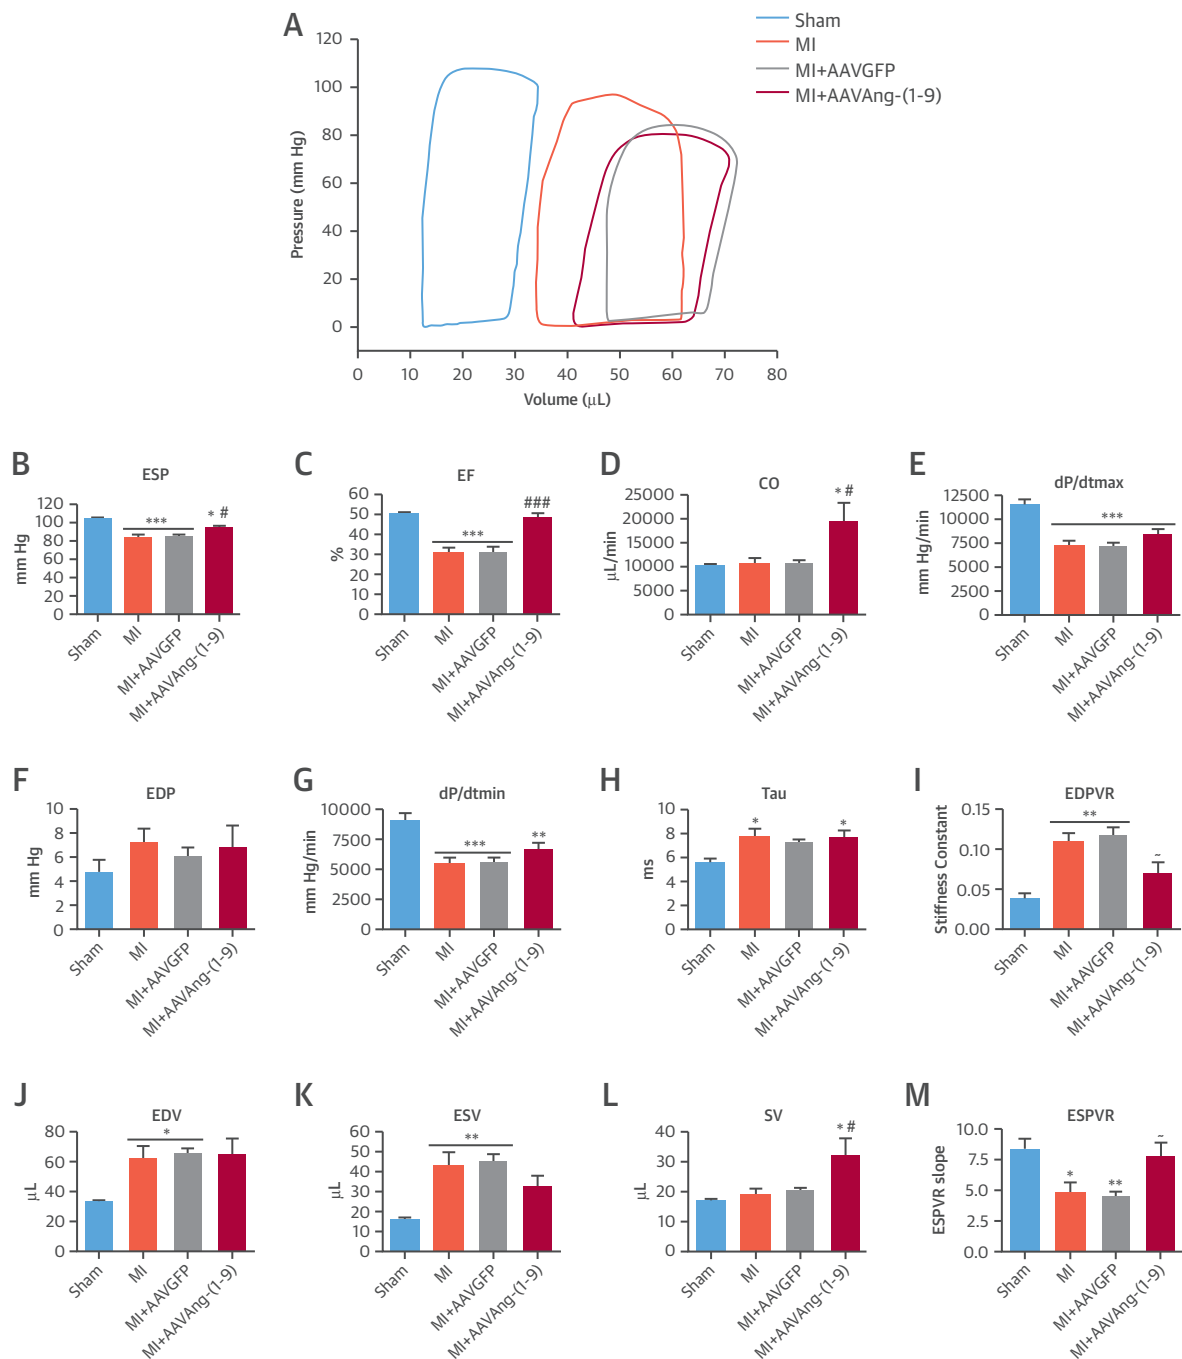 A
Sham
MI
MI+AAVGFP
MI+AAVAng-(1-9)
120
100
80
60
40
20
0
Pressure (mm Hg)
0 10 20 30 40 50 60 70 80
Volume (μL)
B
ESP
120
100
80
60
40
20
0
mm Hg
***
* #
Sham
MI
MI+AAVGFP
MI+AAVAng-(1-9)
C
EF
60
50
40
30
20
10
0
%
***
###
Sham
MI
MI+AAVGFP
MI+AAVAng-(1-9)
D
CO
25000
20000
15000
10000
5000
0
μL/min
* #
Sham
MI
MI+AAVGFP
MI+AAVAng-(1-9)
E
dP/dtmax
12500
10000
7500
5000
2500
0
mm Hg/min
***
Sham
MI
MI+AAVGFP
MI+AAVAng-(1-9)
F
EDP
10
8
6
4
2
0
mm Hg
Sham
MI
MI+AAVGFP
MI+AAVAng-(1-9)
G
dP/dtmin
10000
7500
5000
2500
0
mm Hg/min
***
**
Sham
MI
MI+AAVGFP
MI+AAVAng-(1-9)
H
Tau
10
8
6
4
2
0
ms
*
*
Sham
MI
MI+AAVGFP
MI+AAVAng-(1-9)
I
EDPVR
0.15
0.10
0.05
0.00
Stiffness Constant
**
~
Sham
MI
MI+AAVGFP
MI+AAVAng-(1-9)
J
EDV
80
60
40
20
0
μL
*
Sham
MI
MI+AAVGFP
MI+AAVAng-(1-9)
K
ESV
60
50
40
30
20
10
0
μL
**
Sham
MI
MI+AAVGFP
MI+AAVAng-(1-9)
L
SV
40
30
20
10
0
μL
* #
Sham
MI
MI+AAVGFP
MI+AAVAng-(1-9)
M
ESPVR
10.0
7.5
5.0
2.5
0.0
ESPVR slope
*
**
~
Sham
MI
MI+AAVGFP
MI+AAVAng-(1-9)